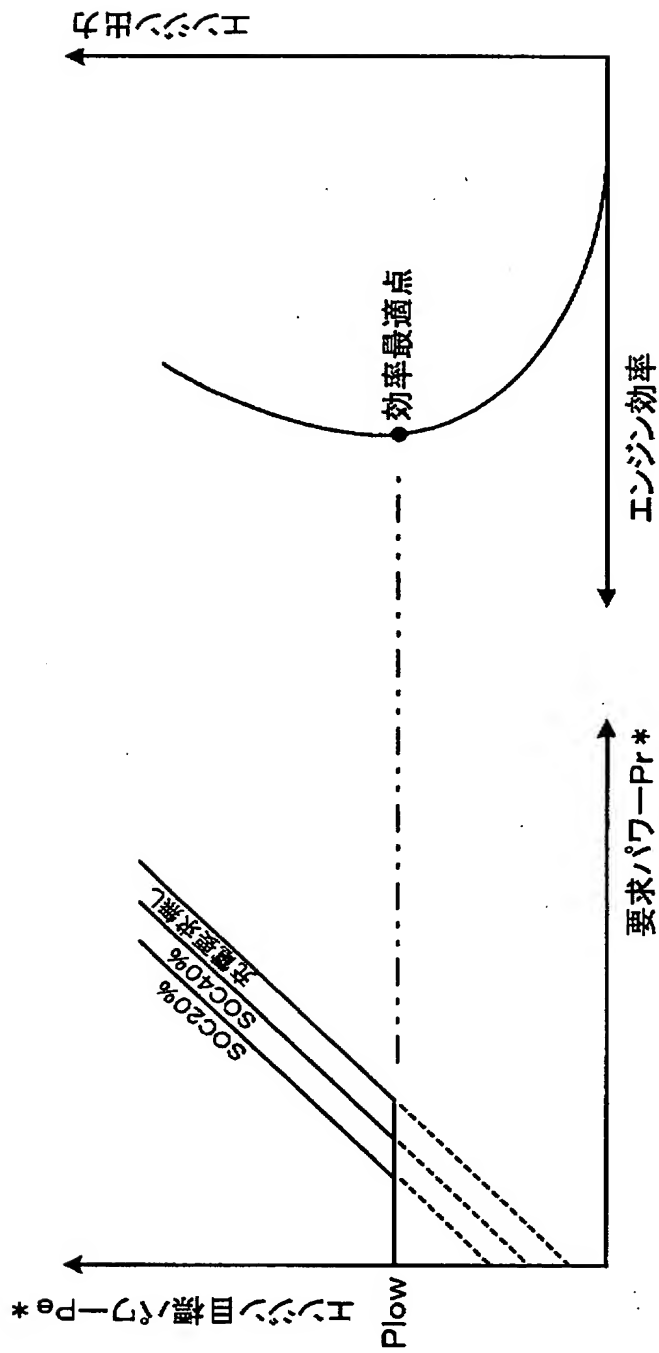 エンジン目標パワーPe*
Plow
SOC20%
SOC40%
充電要求無し
要求パワーPr*
エンジン出力
効率最適点
エンジン効率